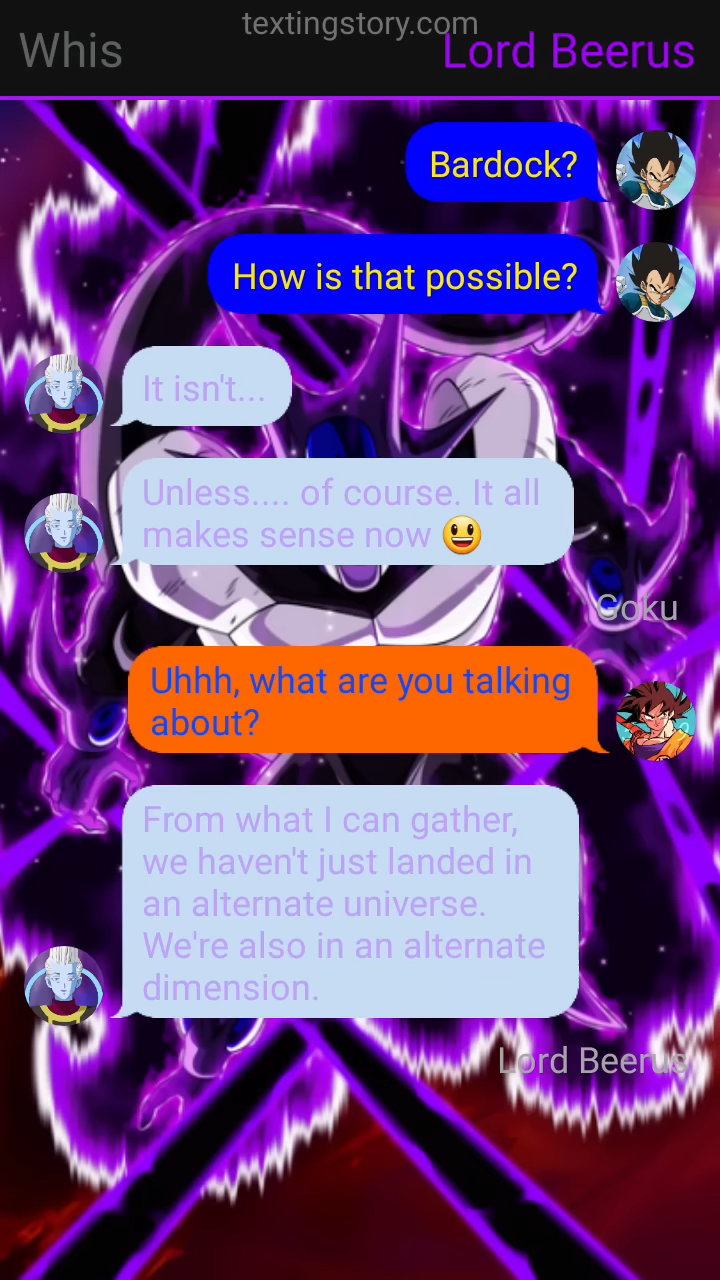 textingstory.com
Whis
Lord Beerus
Bardock?
How is that possible?
It isn't...
Unless.... of course. It all
makes sense now 😃
Goku
Uhhh, what are you talking
about?
From what I can gather,
we haven't just landed in
an alternate universe.
We're also in an alternate
dimension.
Lord Beerus